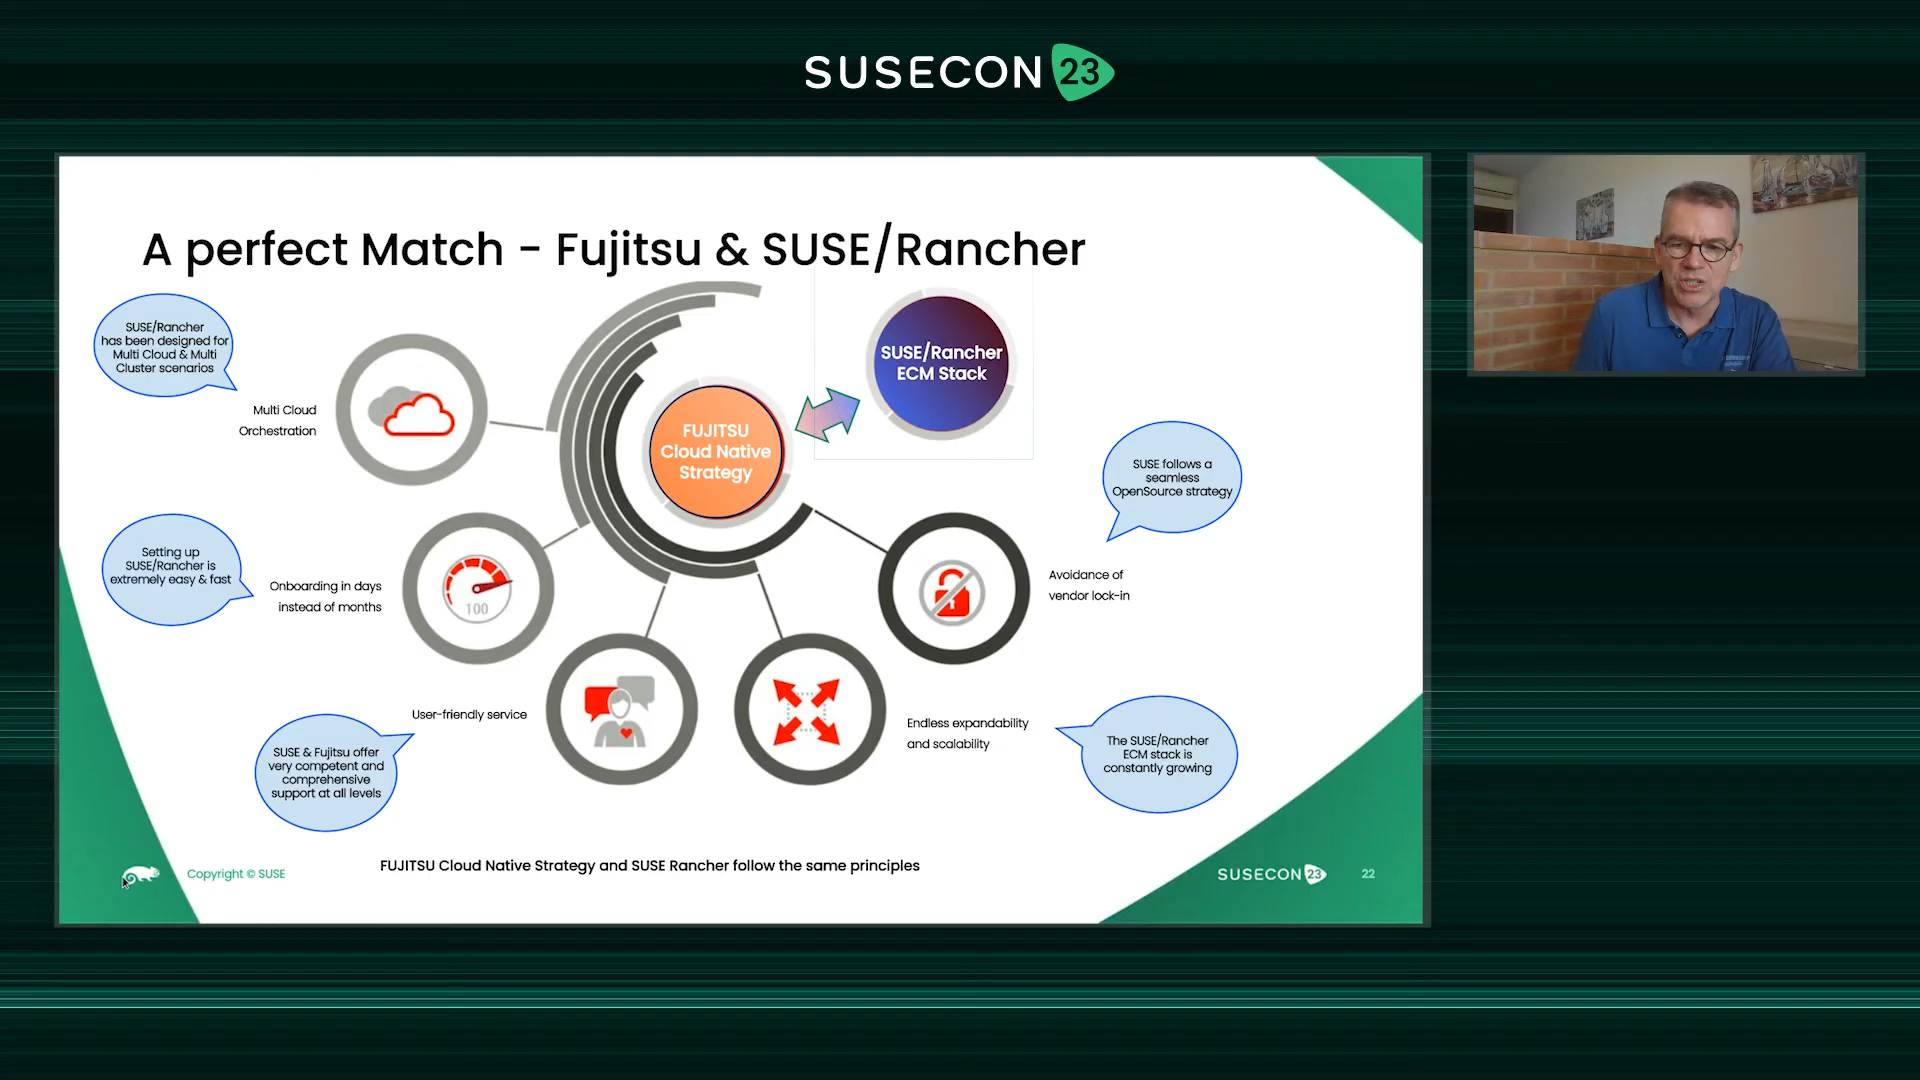 SUSECON 23
A perfect Match - Fujitsu & SUSE/Rancher
SUSE/Rancher
has been designed for
Multi Cloud & Multi
Cluster scenarios
Multi Cloud
Orchestration
SUSE/Rancher
ECM Stack
FUJITSU
Cloud Native
Strategy
SUSE follows a
seamless
OpenSource strategy
Setting up
SUSE/Rancher is
extremely easy & fast
Onboarding in days
instead of months
100
Avoidance of
vendor lock-in
User-friendly service
SUSE & Fujitsu offer
very competent and
comprehensive
support at all levels
Endless expandability
and scalability
The SUSE/Rancher
ECM stack is
constantly growing
FUJITSU Cloud Native Strategy and SUSE Rancher follow the same principles
Copyright © SUSE
SUSECON 23
22